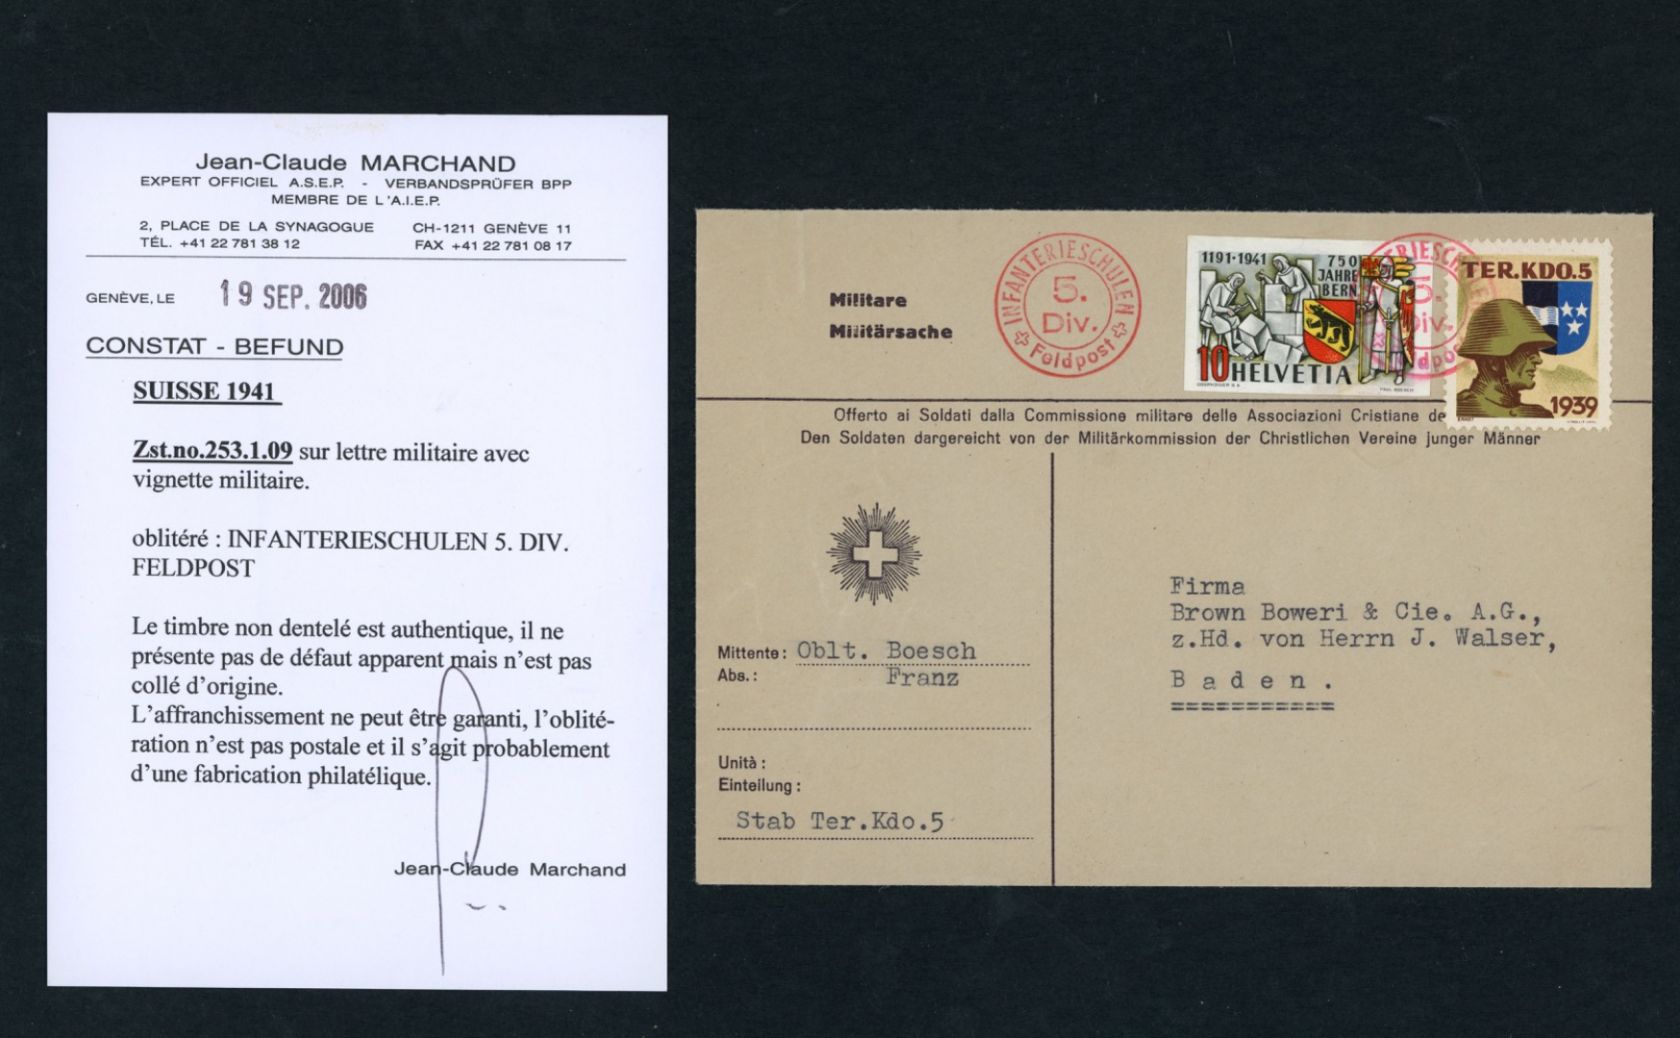 Jean-Claude MARCHAND
EXPERT OFFICIEL A.S.E.P. - VERBANDSPRÜFER BPP
MEMBRE DE L'A.I.E.P.
2, PLACE DE LA SYNAGOGUE CH-1211 GENÈVE 11
TÉL. +41 22 781 38 12 FAX +41 22 781 08 17
GENÈVE, LE 19 SEP. 2006
CONSTAT - BEFUND
SUISSE 1941
Zst.no.253.1.09 sur lettre militaire avec
vignette militaire.
oblitéré : INFANTERIESCHULEN 5. DIV.
FELDPOST
Le timbre non dentelé est authentique, il ne
présente pas de défaut apparent mais n'est pas
collé d'origine.
L'affranchissement ne peut être garanti, l'oblité-
ration n'est pas postale et il s'agit probablement
d'une fabrication philatélique.
Jean-Claude Marchand
Militare
Militärsache
INFANTERIESCHULEN
5.
Div.
Feldpost
1191·1941 750
JAHRE
BERN
10 HELVETIA
TER.KDO.5
1939
Offerto ai Soldati dalla Commissione militare delle Associazioni Cristiane de
Den Soldaten dargereicht von der Militärkommission der Christlichen Vereine junger Männer
Mittente: Oblt. Boesch
Abs.: Franz
Unità:
Einteilung:
Stab Ter.Kdo.5
Firma
Brown Boweri & Cie. A.G.,
z.Hd. von Herrn J. Walser,
B a d e n .